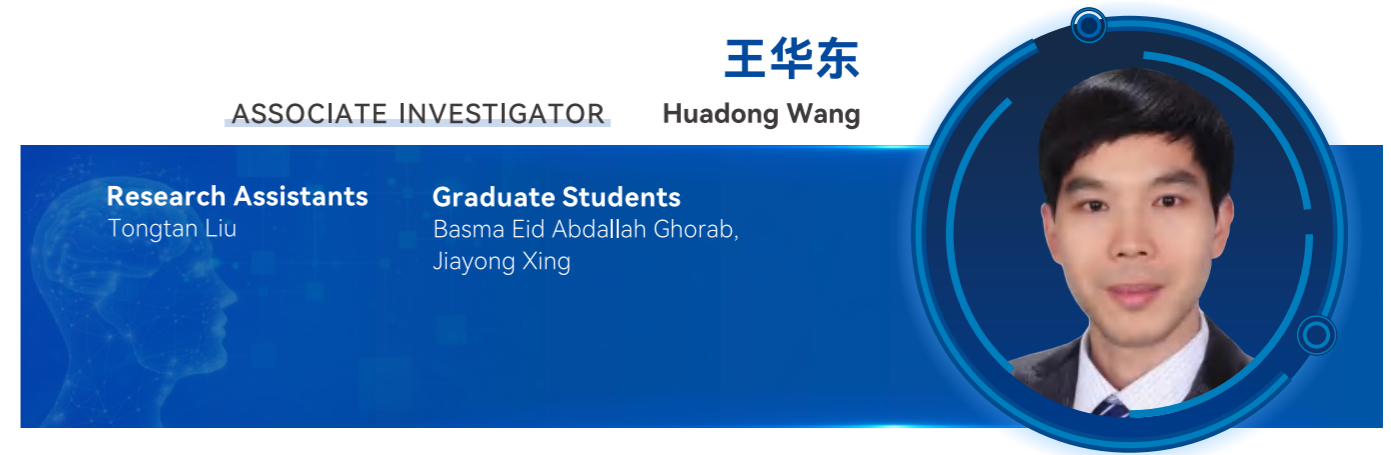 王华东
ASSOCIATE INVESTIGATOR Huadong Wang
Research Assistants
Tongtan Liu
Graduate Students
Basma Eid Abdallah Ghorab,
Jiayong Xing